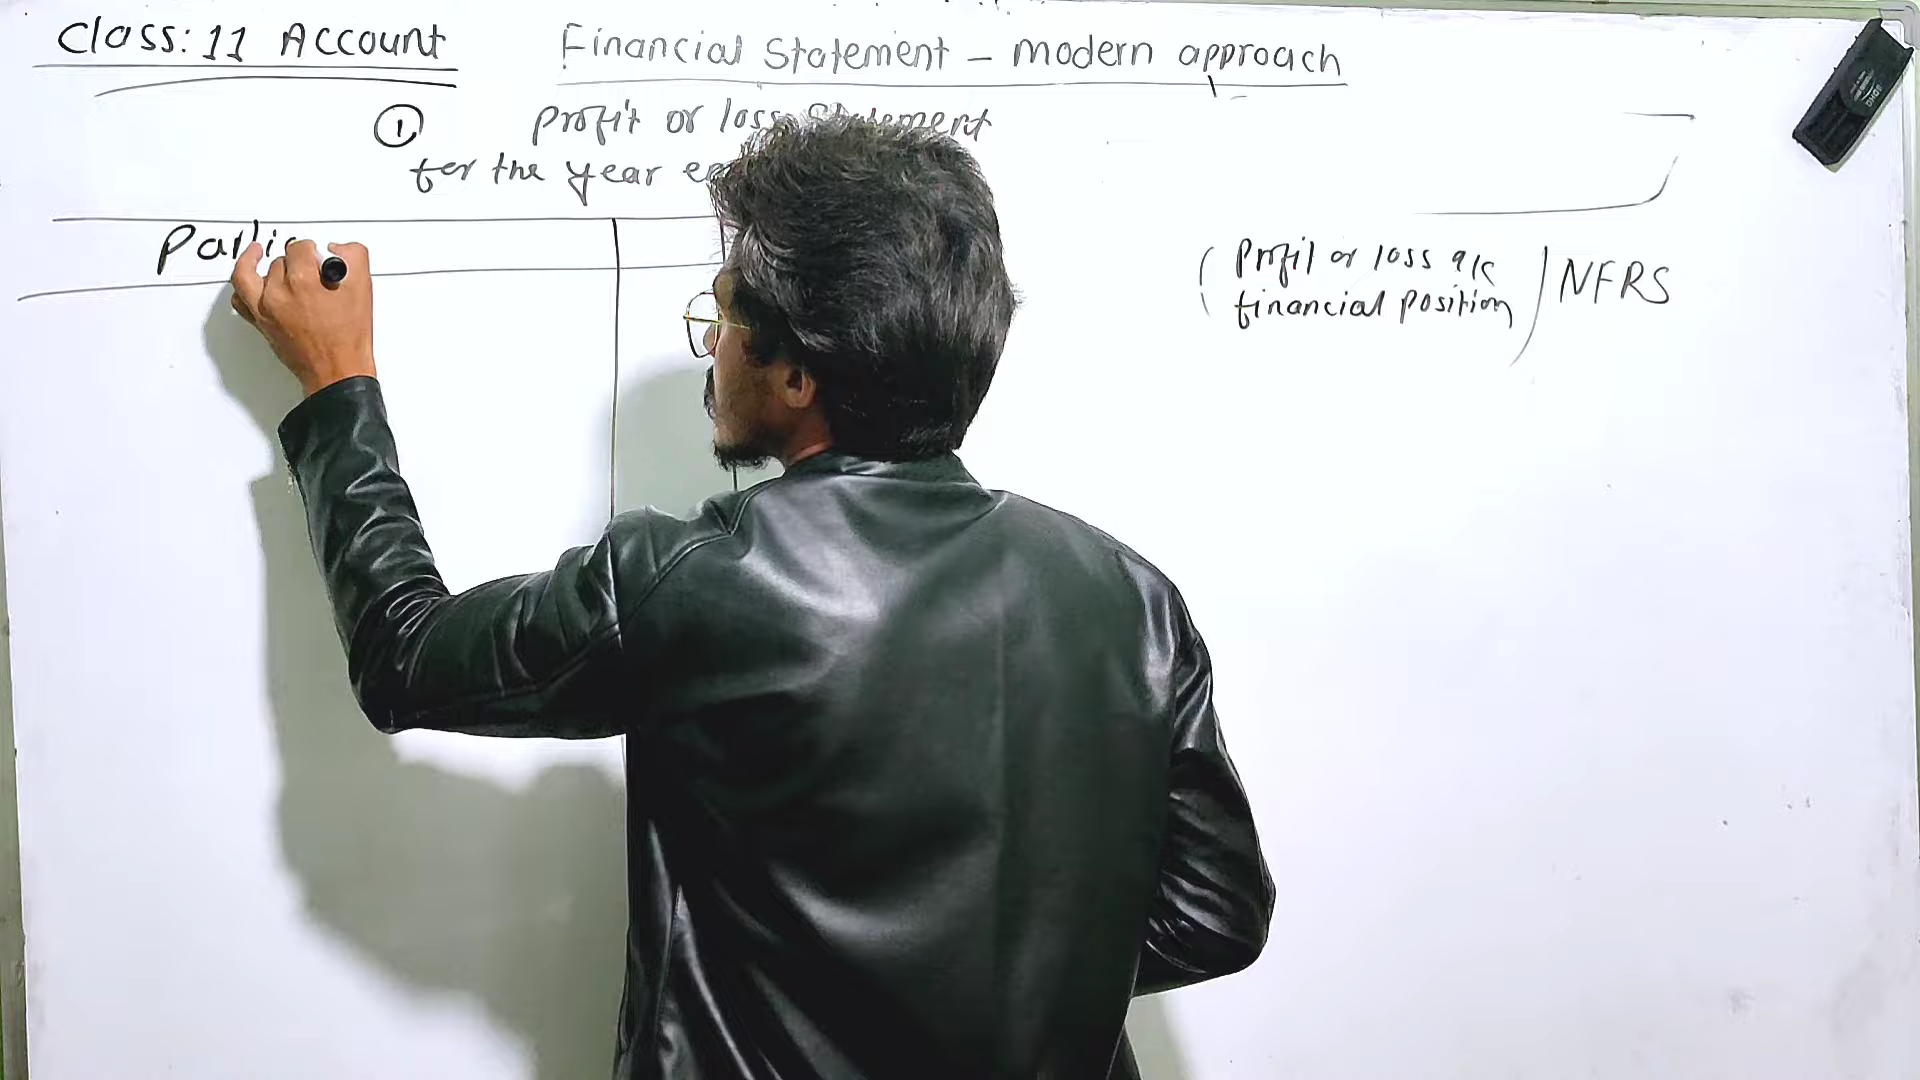 Class: 11 Account
Financial Statement - modern approach
① Profit or loss Statement
for the year
Partic
( Profit or loss a/c
financial position ) NFRS